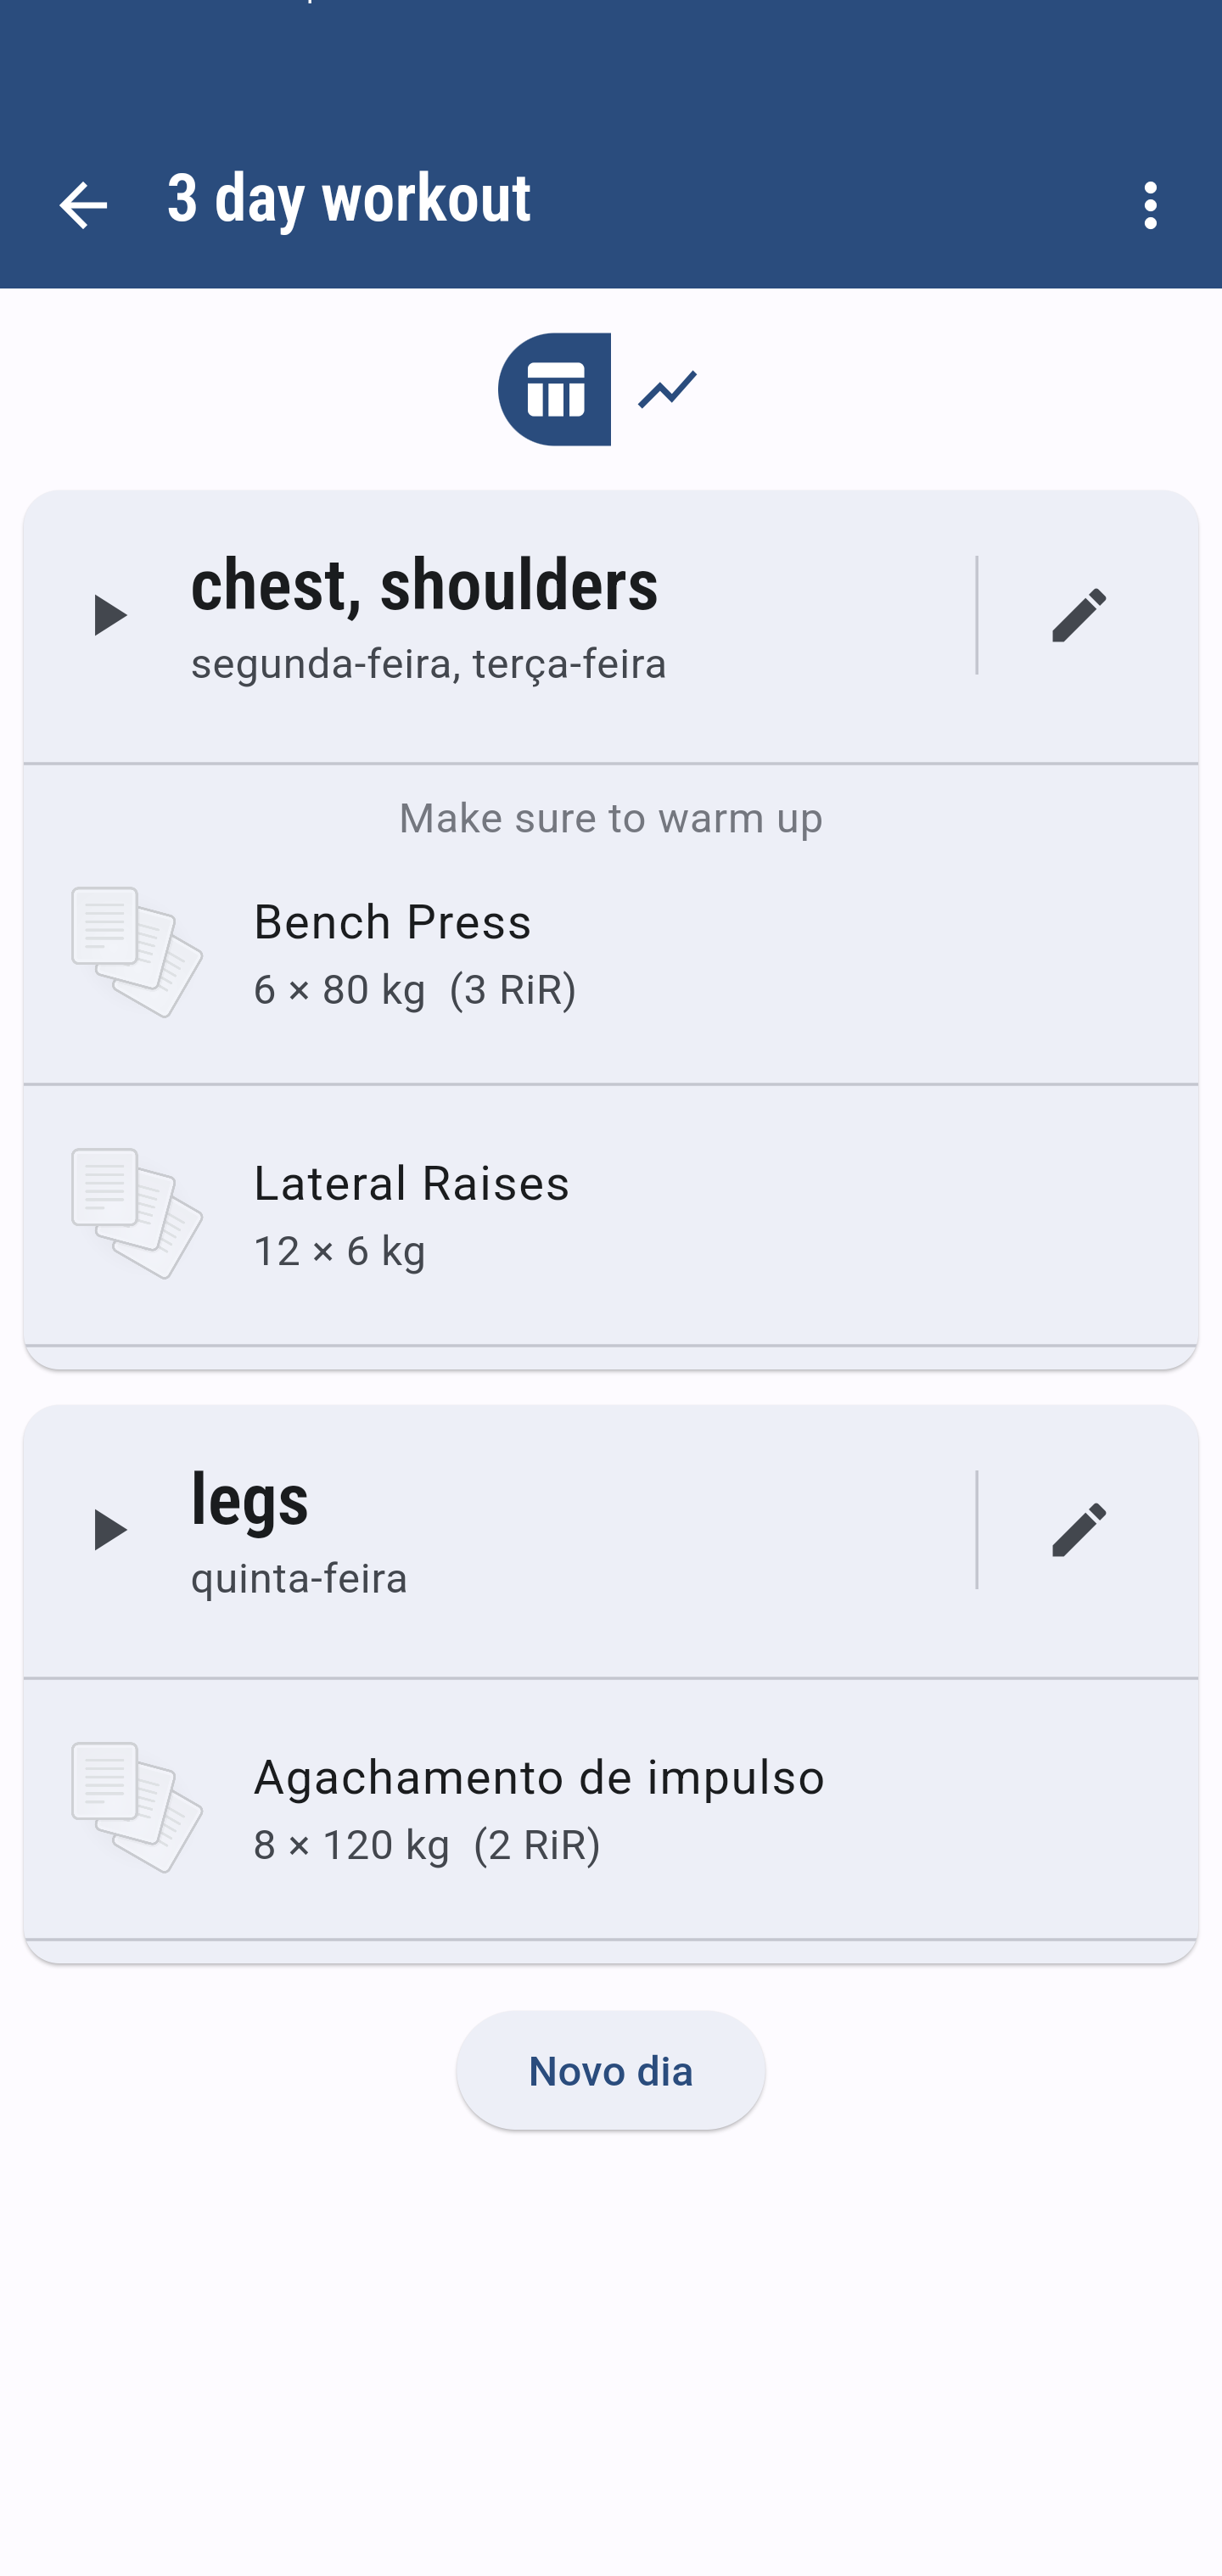 3 day workout
chest, shoulders
segunda-feira, terça-feira
Make sure to warm up
Bench Press
6 × 80 kg (3 RiR)
Lateral Raises
12 × 6 kg
legs
quinta-feira
Agachamento de impulso
8 × 120 kg (2 RiR)
Novo dia